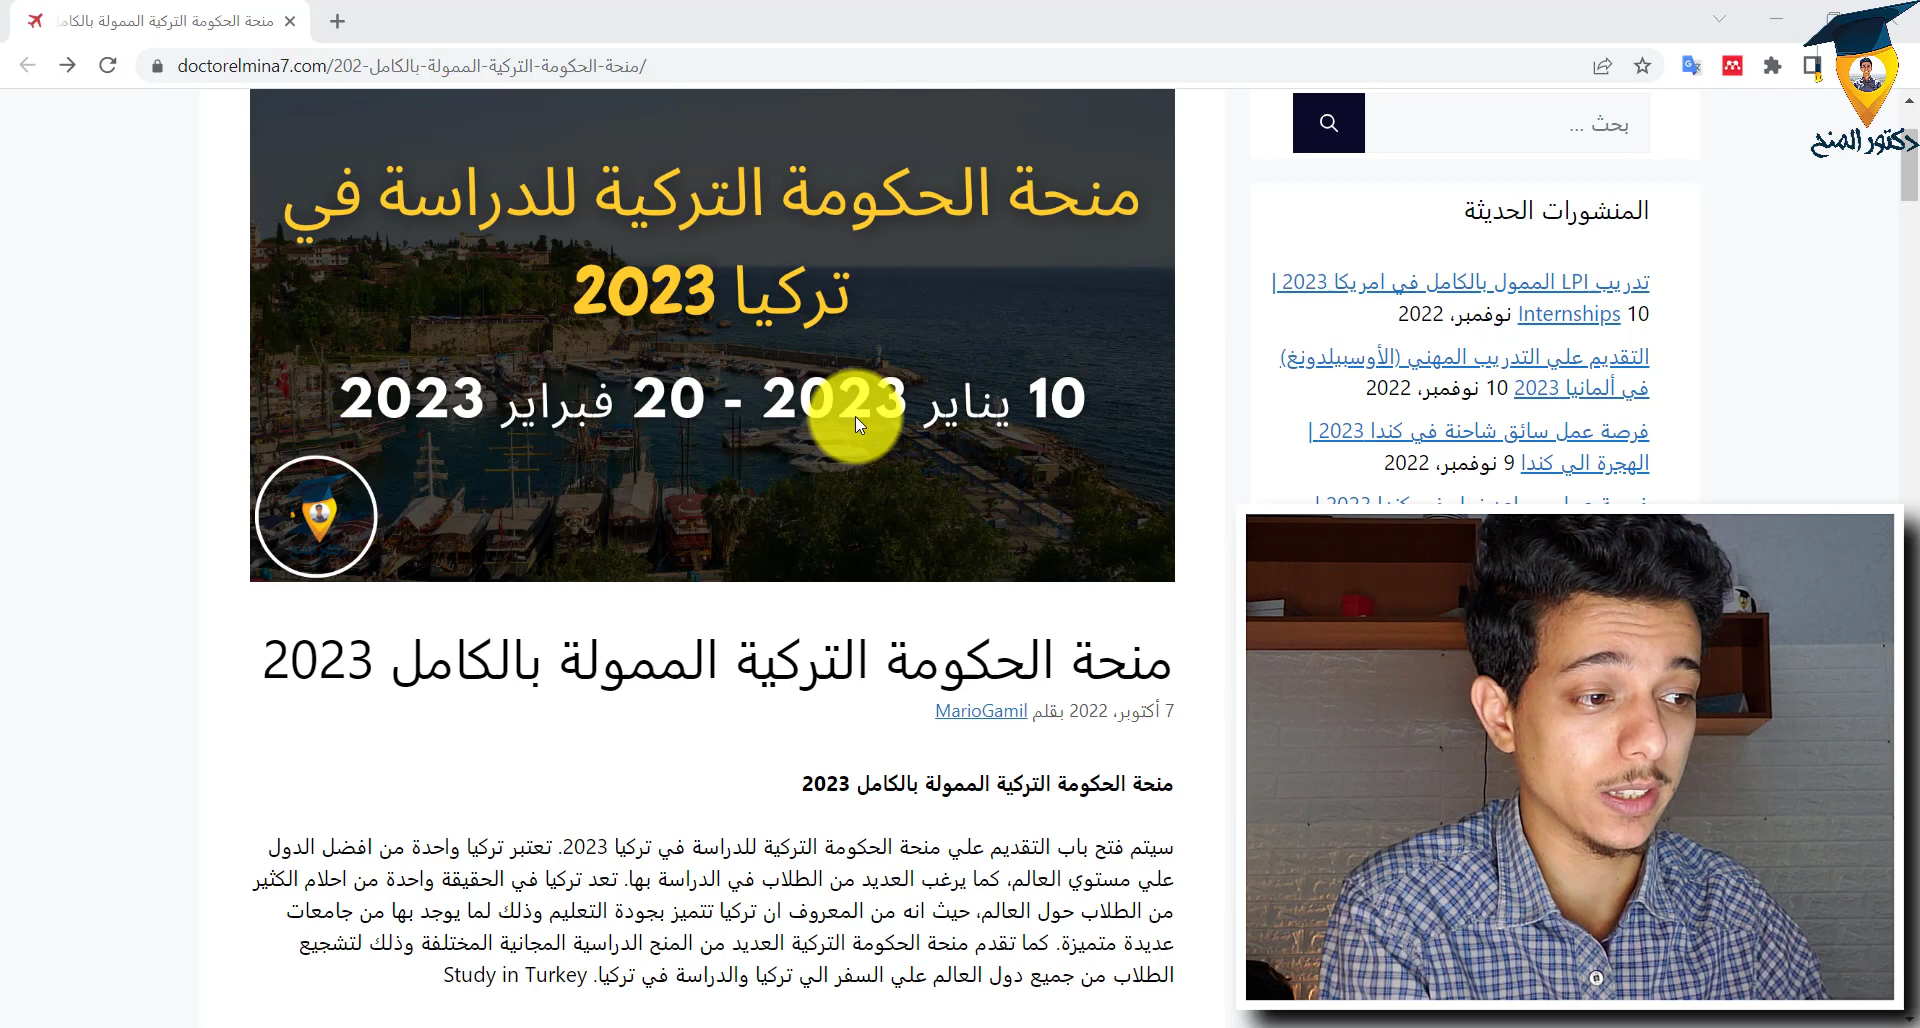 منحة الحكومة التركية الممولة بالكامل
doctorelmina7.com/202-منحة-الحكومة-التركية-الممولة-بالكامل/
دكتور المنح
بحث ...
منحة الحكومة التركية للدراسة في
تركيا 2023
10 يناير 2023 - 20 فبراير 2023
المنشورات الحديثة
تدريب LPI الممول بالكامل في امريكا 2023 |
Internships 10 نوفمبر، 2022
التقديم علي التدريب المهني (الأوسبيلدونغ)
في ألمانيا 2023 10 نوفمبر، 2022
فرصة عمل سائق شاحنة في كندا 2023 |
الهجرة الي كندا 9 نوفمبر، 2022
منحة الحكومة التركية الممولة بالكامل 2023
7 أكتوبر، 2022 بقلم MarioGamil
منحة الحكومة التركية الممولة بالكامل 2023
سيتم فتح باب التقديم علي منحة الحكومة التركية للدراسة في تركيا 2023. تعتبر تركيا واحدة من افضل الدول
علي مستوي العالم، كما يرغب العديد من الطلاب في الدراسة بها. تعد تركيا في الحقيقة واحدة من احلام الكثير
من الطلاب حول العالم، حيث انه من المعروف ان تركيا تتميز بجودة التعليم وذلك لما يوجد بها من جامعات
عديدة متميزة. كما تقدم منحة الحكومة التركية العديد من المنح الدراسية المجانية المختلفة وذلك لتشجيع
الطلاب من جميع دول العالم علي السفر الي تركيا والدراسة في تركيا. Study in Turkey